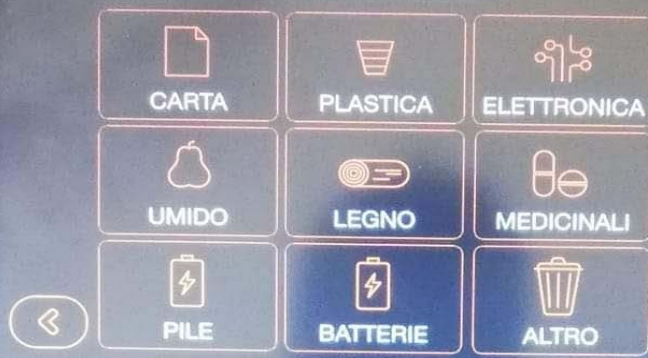 CARTA
PLASTICA
ELETTRONICA
UMIDO
LEGNO
MEDICINALI
PILE
BATTERIE
ALTRO